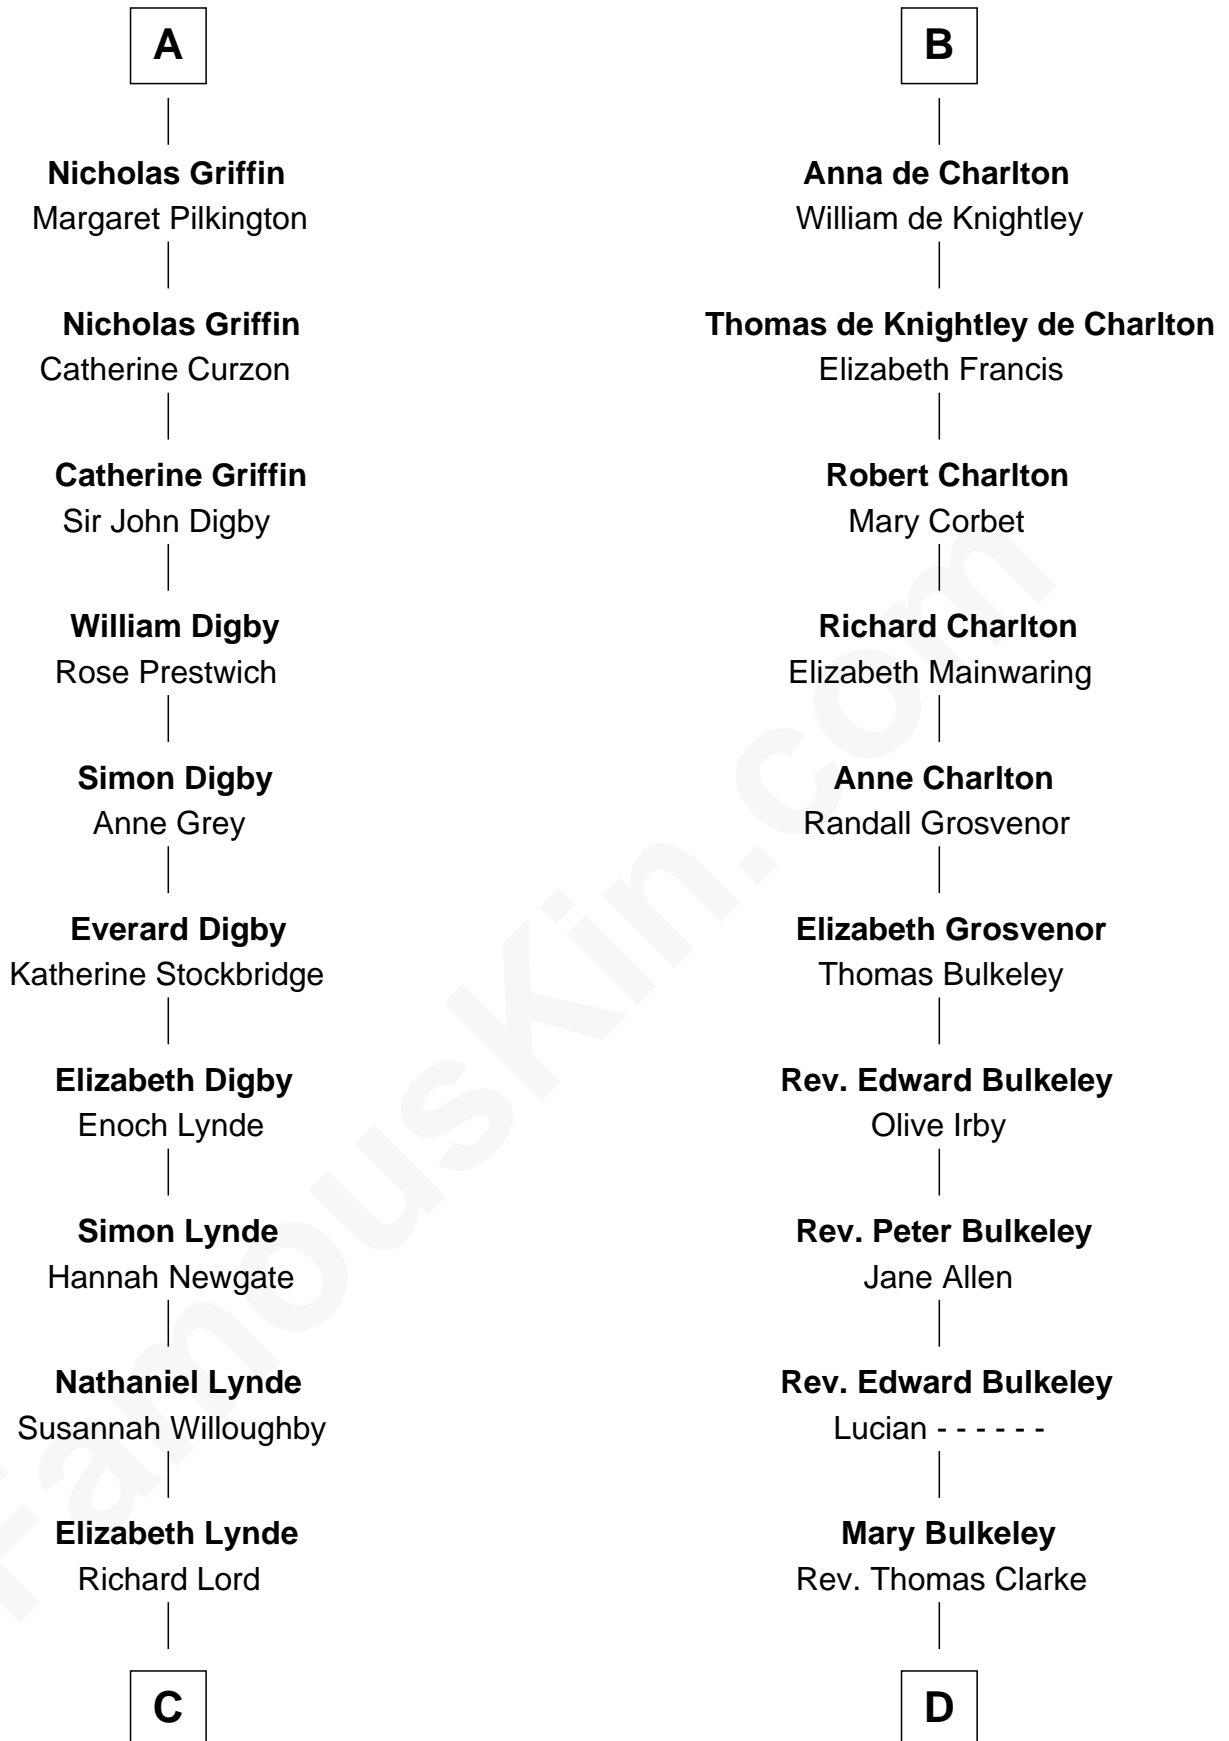 A
Nicholas Griffin
Margaret Pilkington
Nicholas Griffin
Catherine Curzon
Catherine Griffin
Sir John Digby
William Digby
Rose Prestwich
Simon Digby
Anne Grey
Everard Digby
Katherine Stockbridge
Elizabeth Digby
Enoch Lynde
Simon Lynde
Hannah Newgate
Nathaniel Lynde
Susannah Willoughby
Elizabeth Lynde
Richard Lord
C
B
Anna de Charlton
William de Knightley
Thomas de Knightley de Charlton
Elizabeth Francis
Robert Charlton
Mary Corbet
Richard Charlton
Elizabeth Mainwaring
Anne Charlton
Randall Grosvenor
Elizabeth Grosvenor
Thomas Bulkeley
Rev. Edward Bulkeley
Olive Irby
Rev. Peter Bulkeley
Jane Allen
Rev. Edward Bulkeley
Lucian - - - - - -
Mary Bulkeley
Rev. Thomas Clarke
D
FamousKin.com